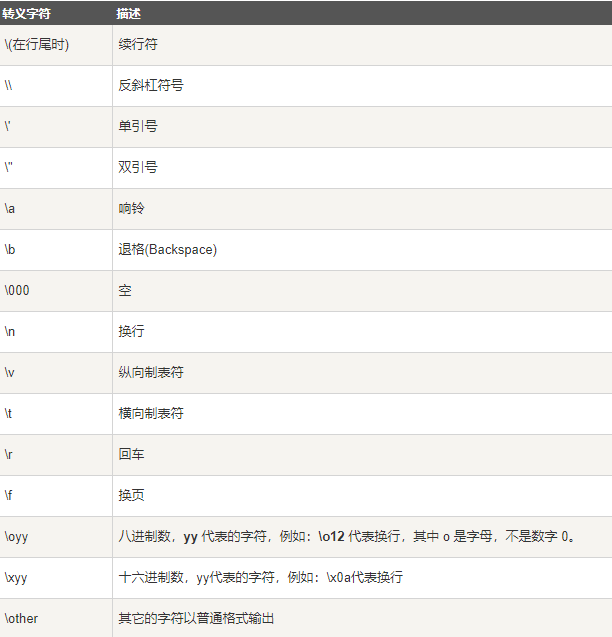 转义字符 描述
\(在行尾时) 续行符
\\ 反斜杠符号
\' 单引号
\" 双引号
\a 响铃
\b 退格(Backspace)
\000 空
\n 换行
\v 纵向制表符
\t 横向制表符
\r 回车
\f 换页
\oyy 八进制数，yy 代表的字符，例如：\o12 代表换行，其中 o 是字母，不是数字 0。
\xyy 十六进制数，yy代表的字符，例如：\x0a代表换行
\other 其它的字符以普通格式输出